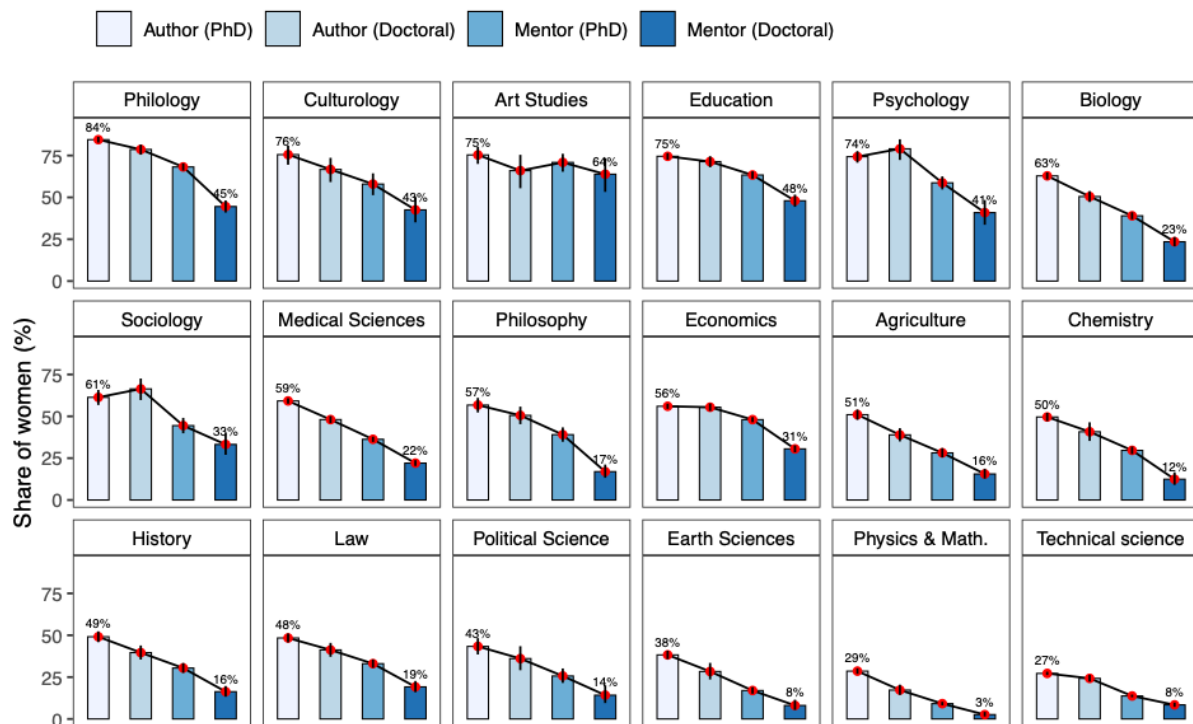 Author (PhD) Author (Doctoral) Mentor (PhD) Mentor (Doctoral)
Share of women (%)
Philology Culturology Art Studies Education Psychology Biology
84% 76% 75% 75% 74% 63%
75
64%
50
45% 43% 48% 41%
25
23%
0
Sociology Medical Sciences Philosophy Economics Agriculture Chemistry
75
61% 59% 57% 56% 51% 50%
50
33% 22% 17% 31% 16% 12%
25
0
History Law Political Science Earth Sciences Physics & Math. Technical science
75
50
49% 48% 43% 38% 29% 27%
25
16% 19% 14% 8% 3% 8%
0